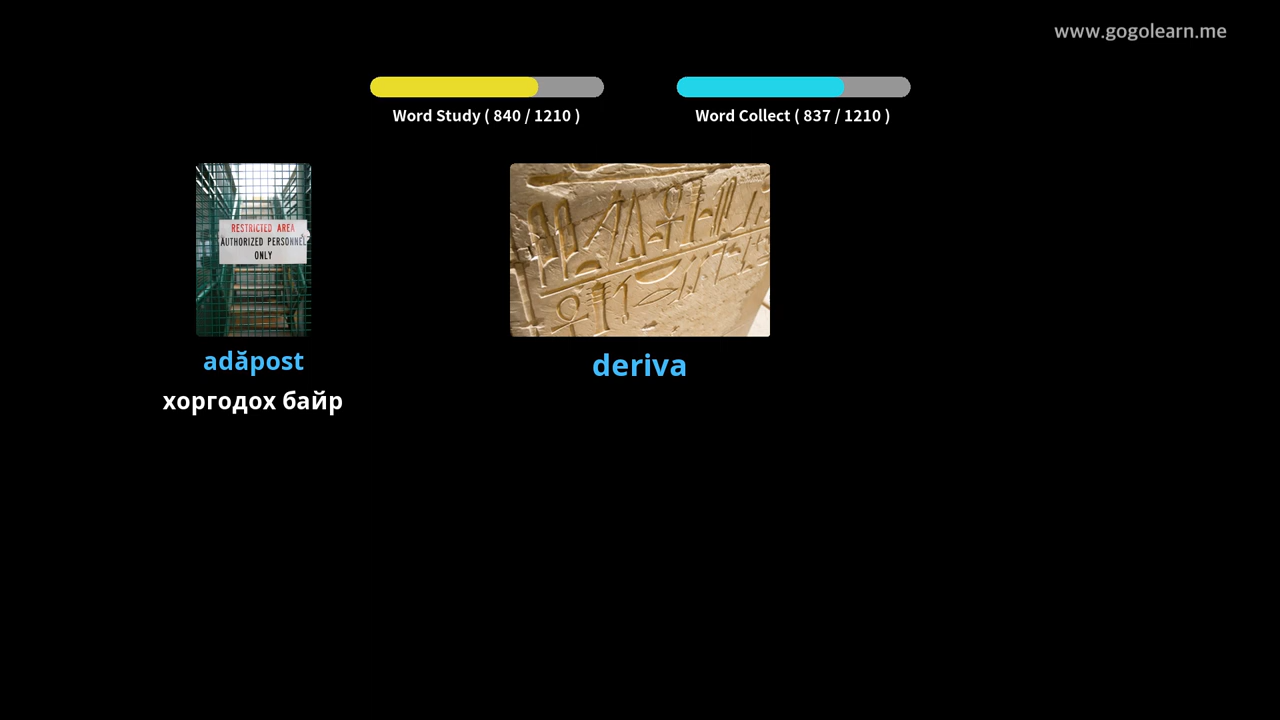 www.gogolearn.me
Word Study ( 840 / 1210 )
Word Collect ( 837 / 1210 )
RESTRICTED AREA
AUTHORIZED PERSONNEL
ONLY
adăpost
хоргодох байр
deriva